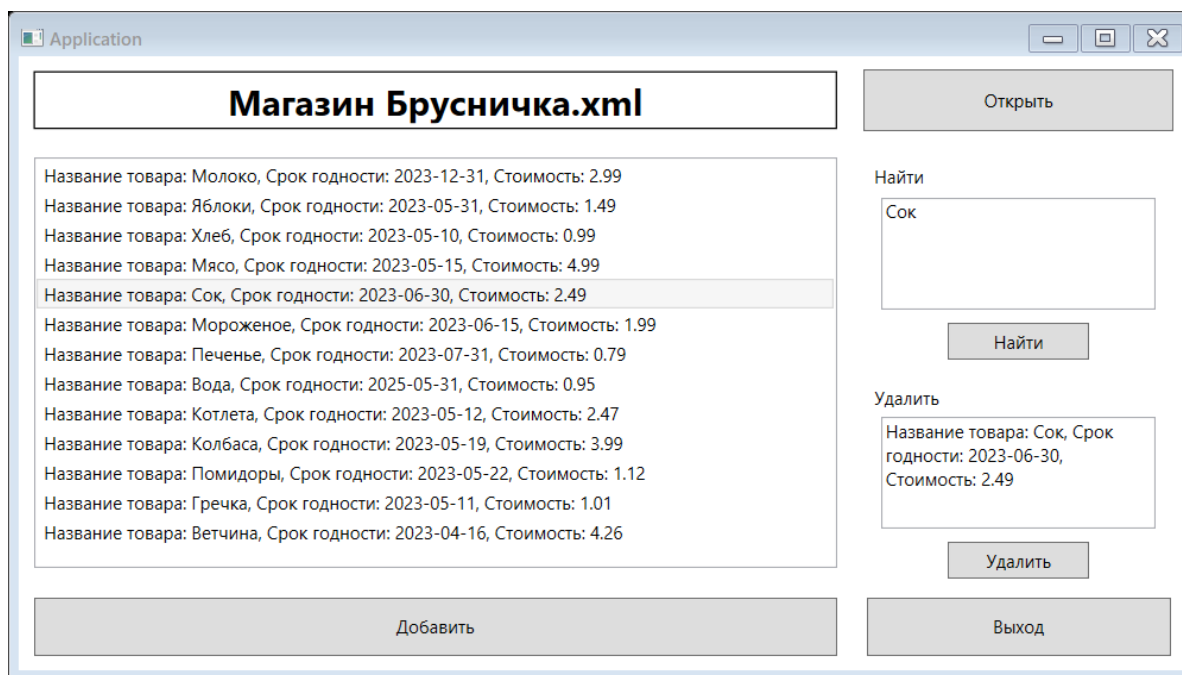 Application
Магазин Брусничка.xml
Открыть
Название товара: Молоко, Срок годности: 2023-12-31, Стоимость: 2.99
Название товара: Яблоки, Срок годности: 2023-05-31, Стоимость: 1.49
Название товара: Хлеб, Срок годности: 2023-05-10, Стоимость: 0.99
Название товара: Мясо, Срок годности: 2023-05-15, Стоимость: 4.99
Название товара: Сок, Срок годности: 2023-06-30, Стоимость: 2.49
Название товара: Мороженое, Срок годности: 2023-06-15, Стоимость: 1.99
Название товара: Печенье, Срок годности: 2023-07-31, Стоимость: 0.79
Название товара: Вода, Срок годности: 2025-05-31, Стоимость: 0.95
Название товара: Котлета, Срок годности: 2023-05-12, Стоимость: 2.47
Название товара: Колбаса, Срок годности: 2023-05-19, Стоимость: 3.99
Название товара: Помидоры, Срок годности: 2023-05-22, Стоимость: 1.12
Название товара: Гречка, Срок годности: 2023-05-11, Стоимость: 1.01
Название товара: Ветчина, Срок годности: 2023-04-16, Стоимость: 4.26
Найти
Сок
Найти
Удалить
Название товара: Сок, Срок
годности: 2023-06-30,
Стоимость: 2.49
Удалить
Добавить
Выход